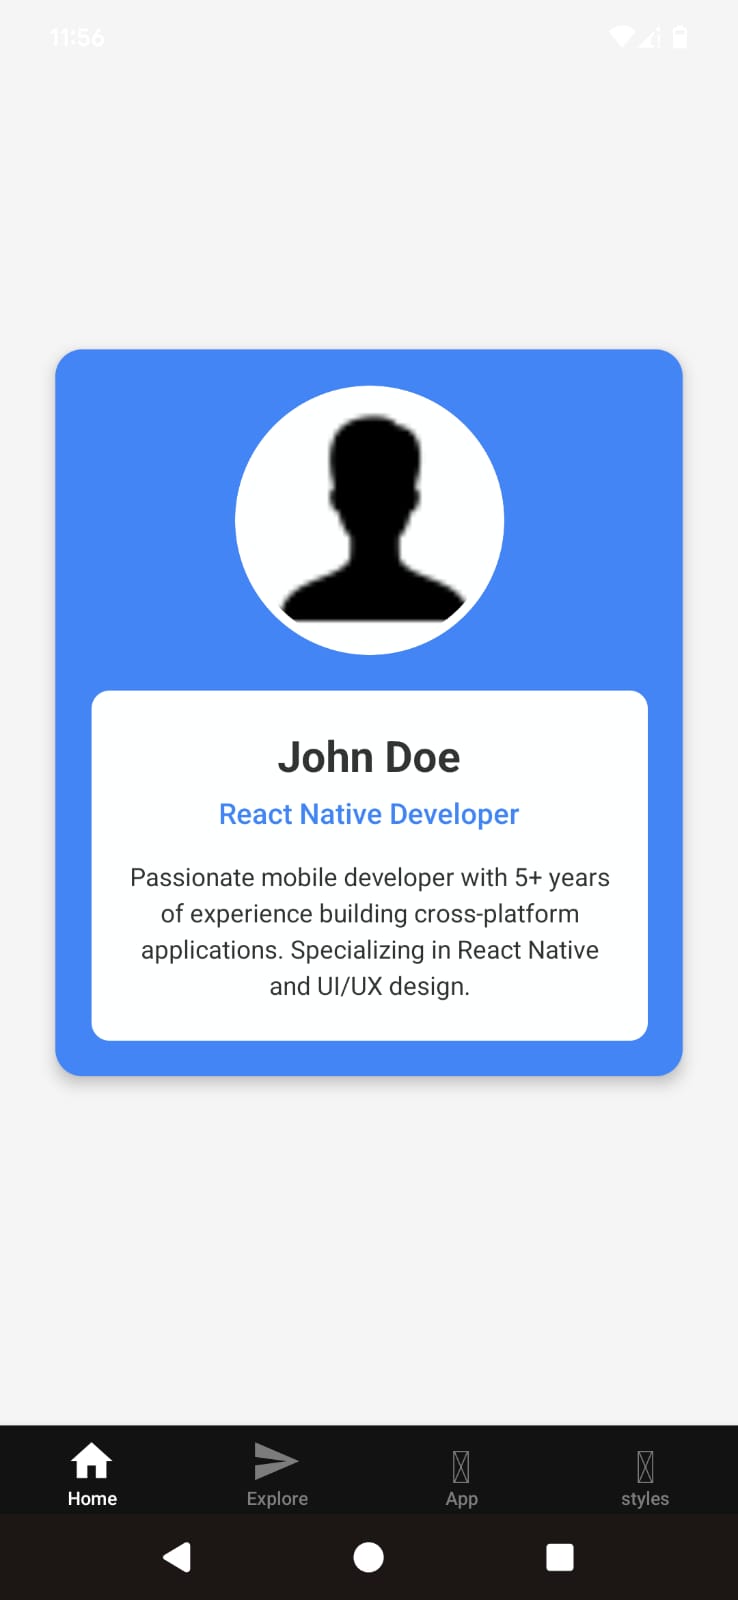 11:56
John Doe
React Native Developer
Passionate mobile developer with 5+ years
of experience building cross-platform
applications. Specializing in React Native
and UI/UX design.
Home
Explore
App
styles